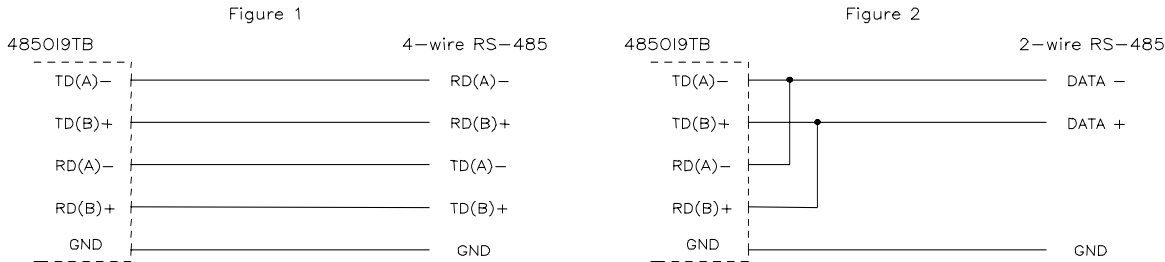 Figure 1
485OI9TB
4-wire RS-485
TD(A)-
RD(A)-
TD(B)+
RD(B)+
RD(A)-
TD(A)-
RD(B)+
TD(B)+
GND
GND
Figure 2
485OI9TB
2-wire RS-485
TD(A)-
DATA -
TD(B)+
DATA +
RD(A)-
RD(B)+
GND
GND